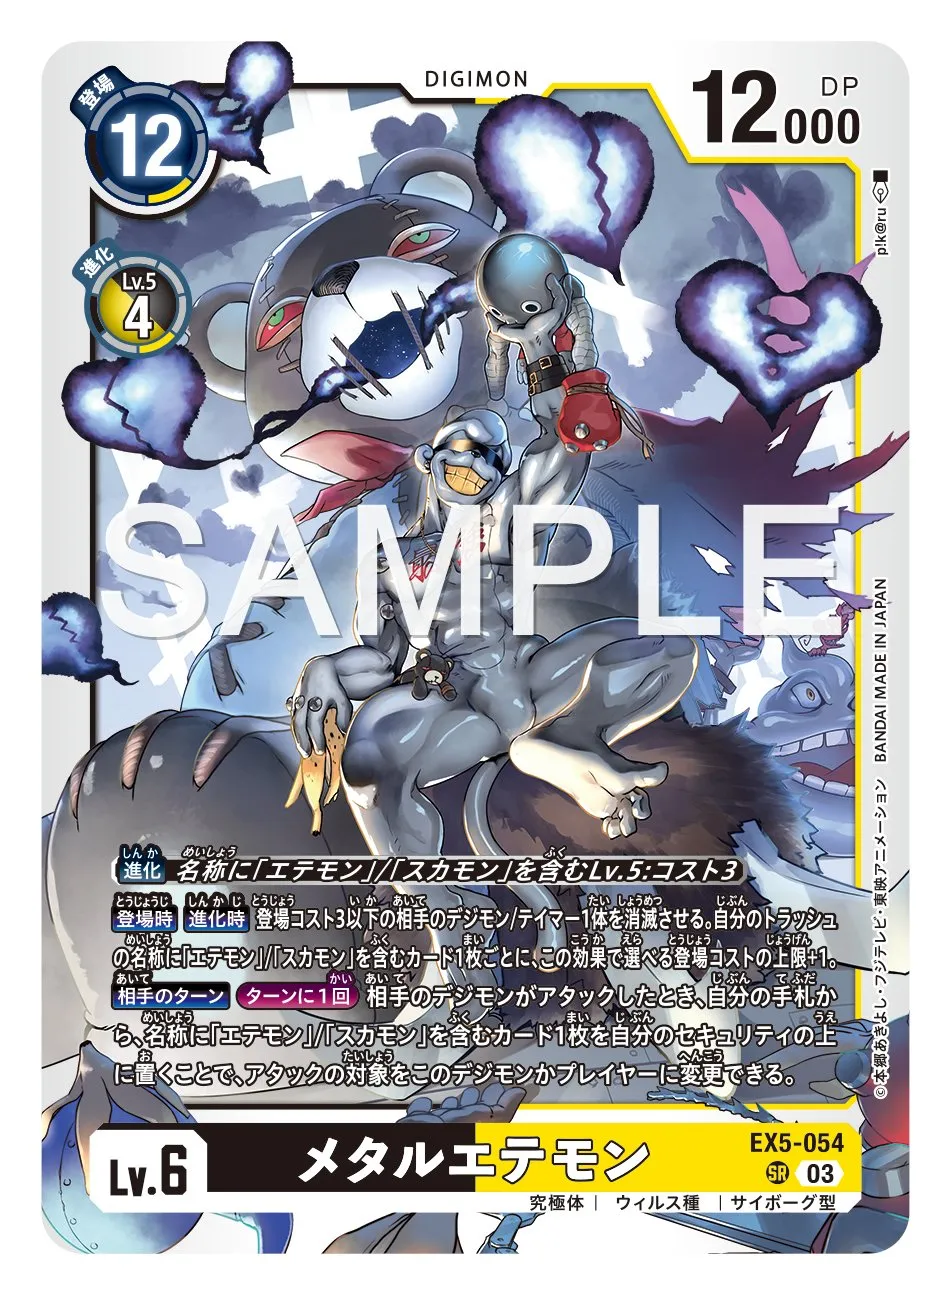 DIGIMON
登場
12
12000
DP
進化
Lv.5
4
p!k@ru
SAMPLE
BANDAI MADE IN JAPAN
©本郷あきよし・フジテレビ・東映アニメーション
進化 名称に「エテモン」/「スカモン」を含むLv.5:コスト3
登場時 進化時 登場コスト3以下の相手のデジモン/テイマー1体を消滅させる。自分のトラッシュ
の名称に「エテモン」/「スカモン」を含むカード1枚ごとに、この効果で選べる登場コストの上限+1。
相手のターン ターンに1回 相手のデジモンがアタックしたとき、自分の手札か
ら、名称に「エテモン」/「スカモン」を含むカード1枚を自分のセキュリティの上
に置くことで、アタックの対象をこのデジモンかプレイヤーに変更できる。
Lv.6
メタルエテモン
EX5-054
SR 03
究極体 | ウィルス種 | サイボーグ型